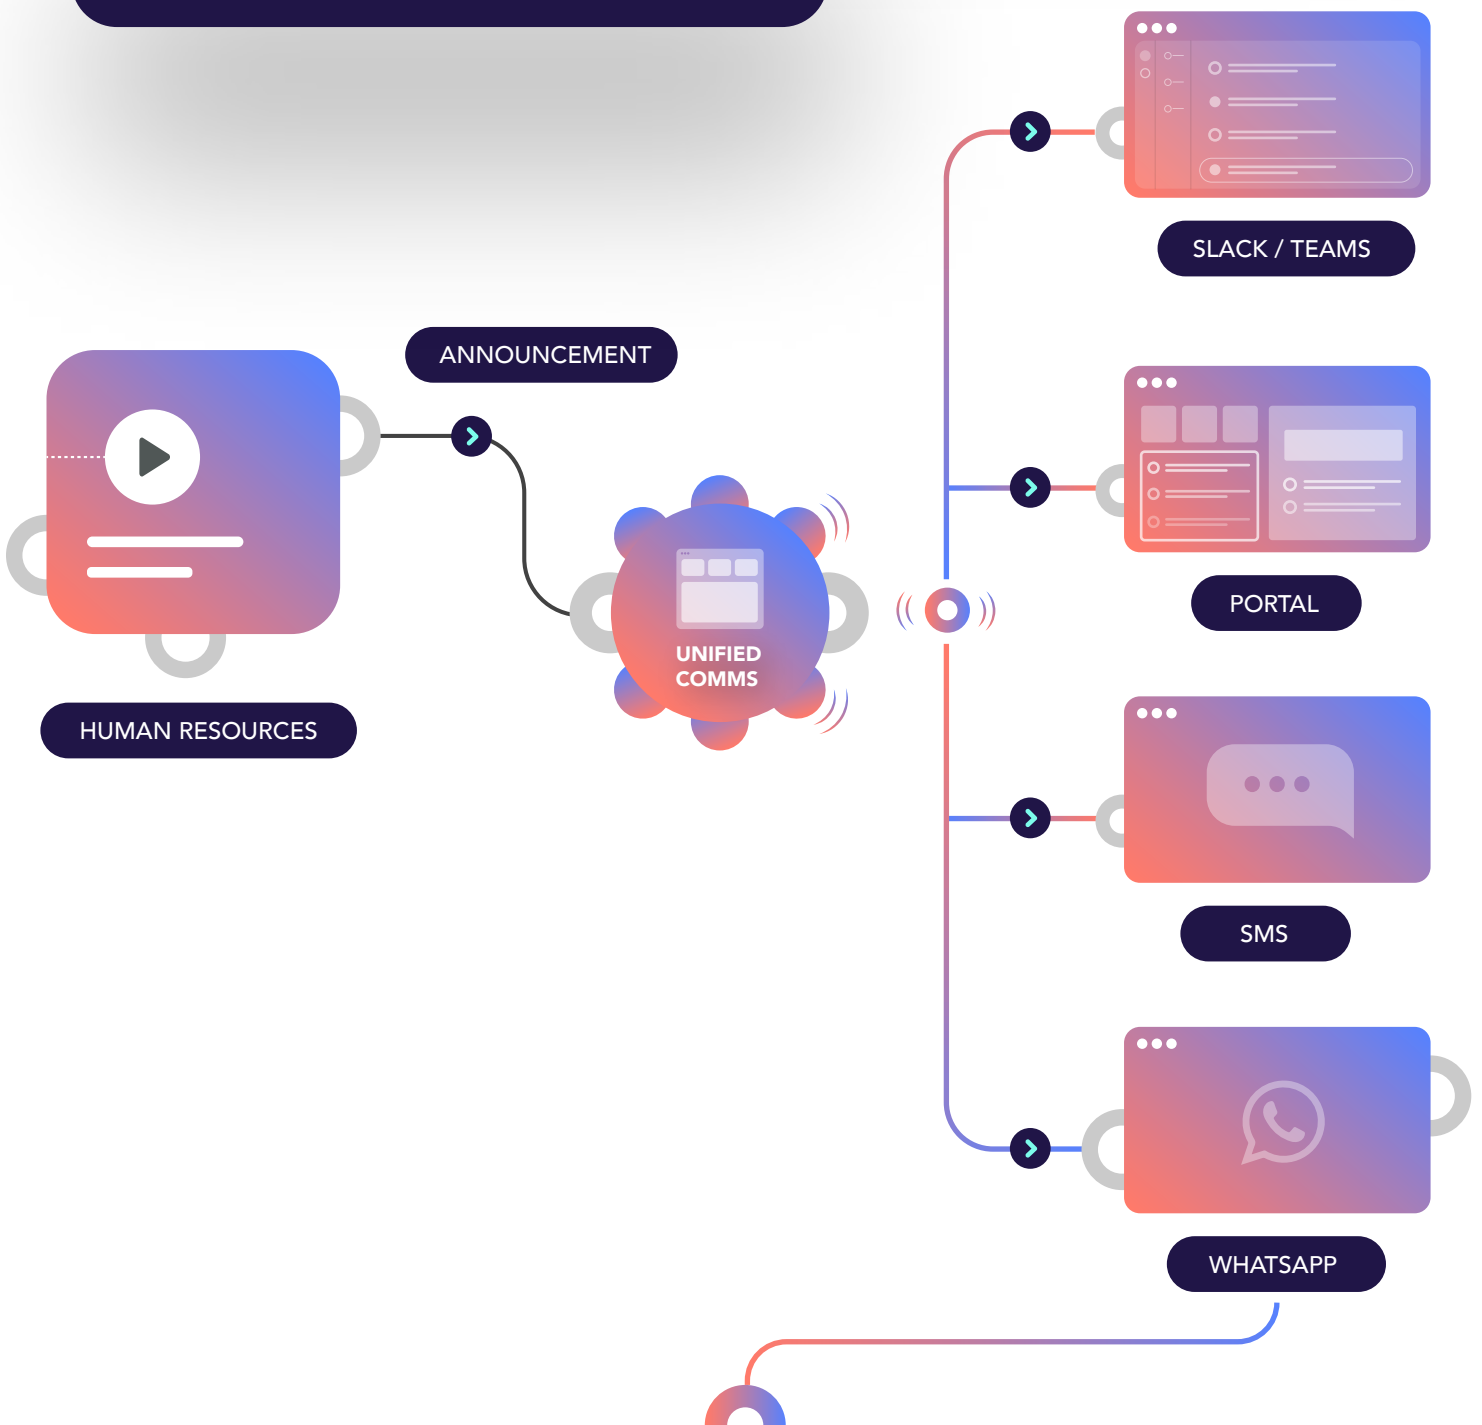 SLACK / TEAMS
ANNOUNCEMENT
PORTAL
UNIFIED
COMMS
HUMAN RESOURCES
SMS
WHATSAPP